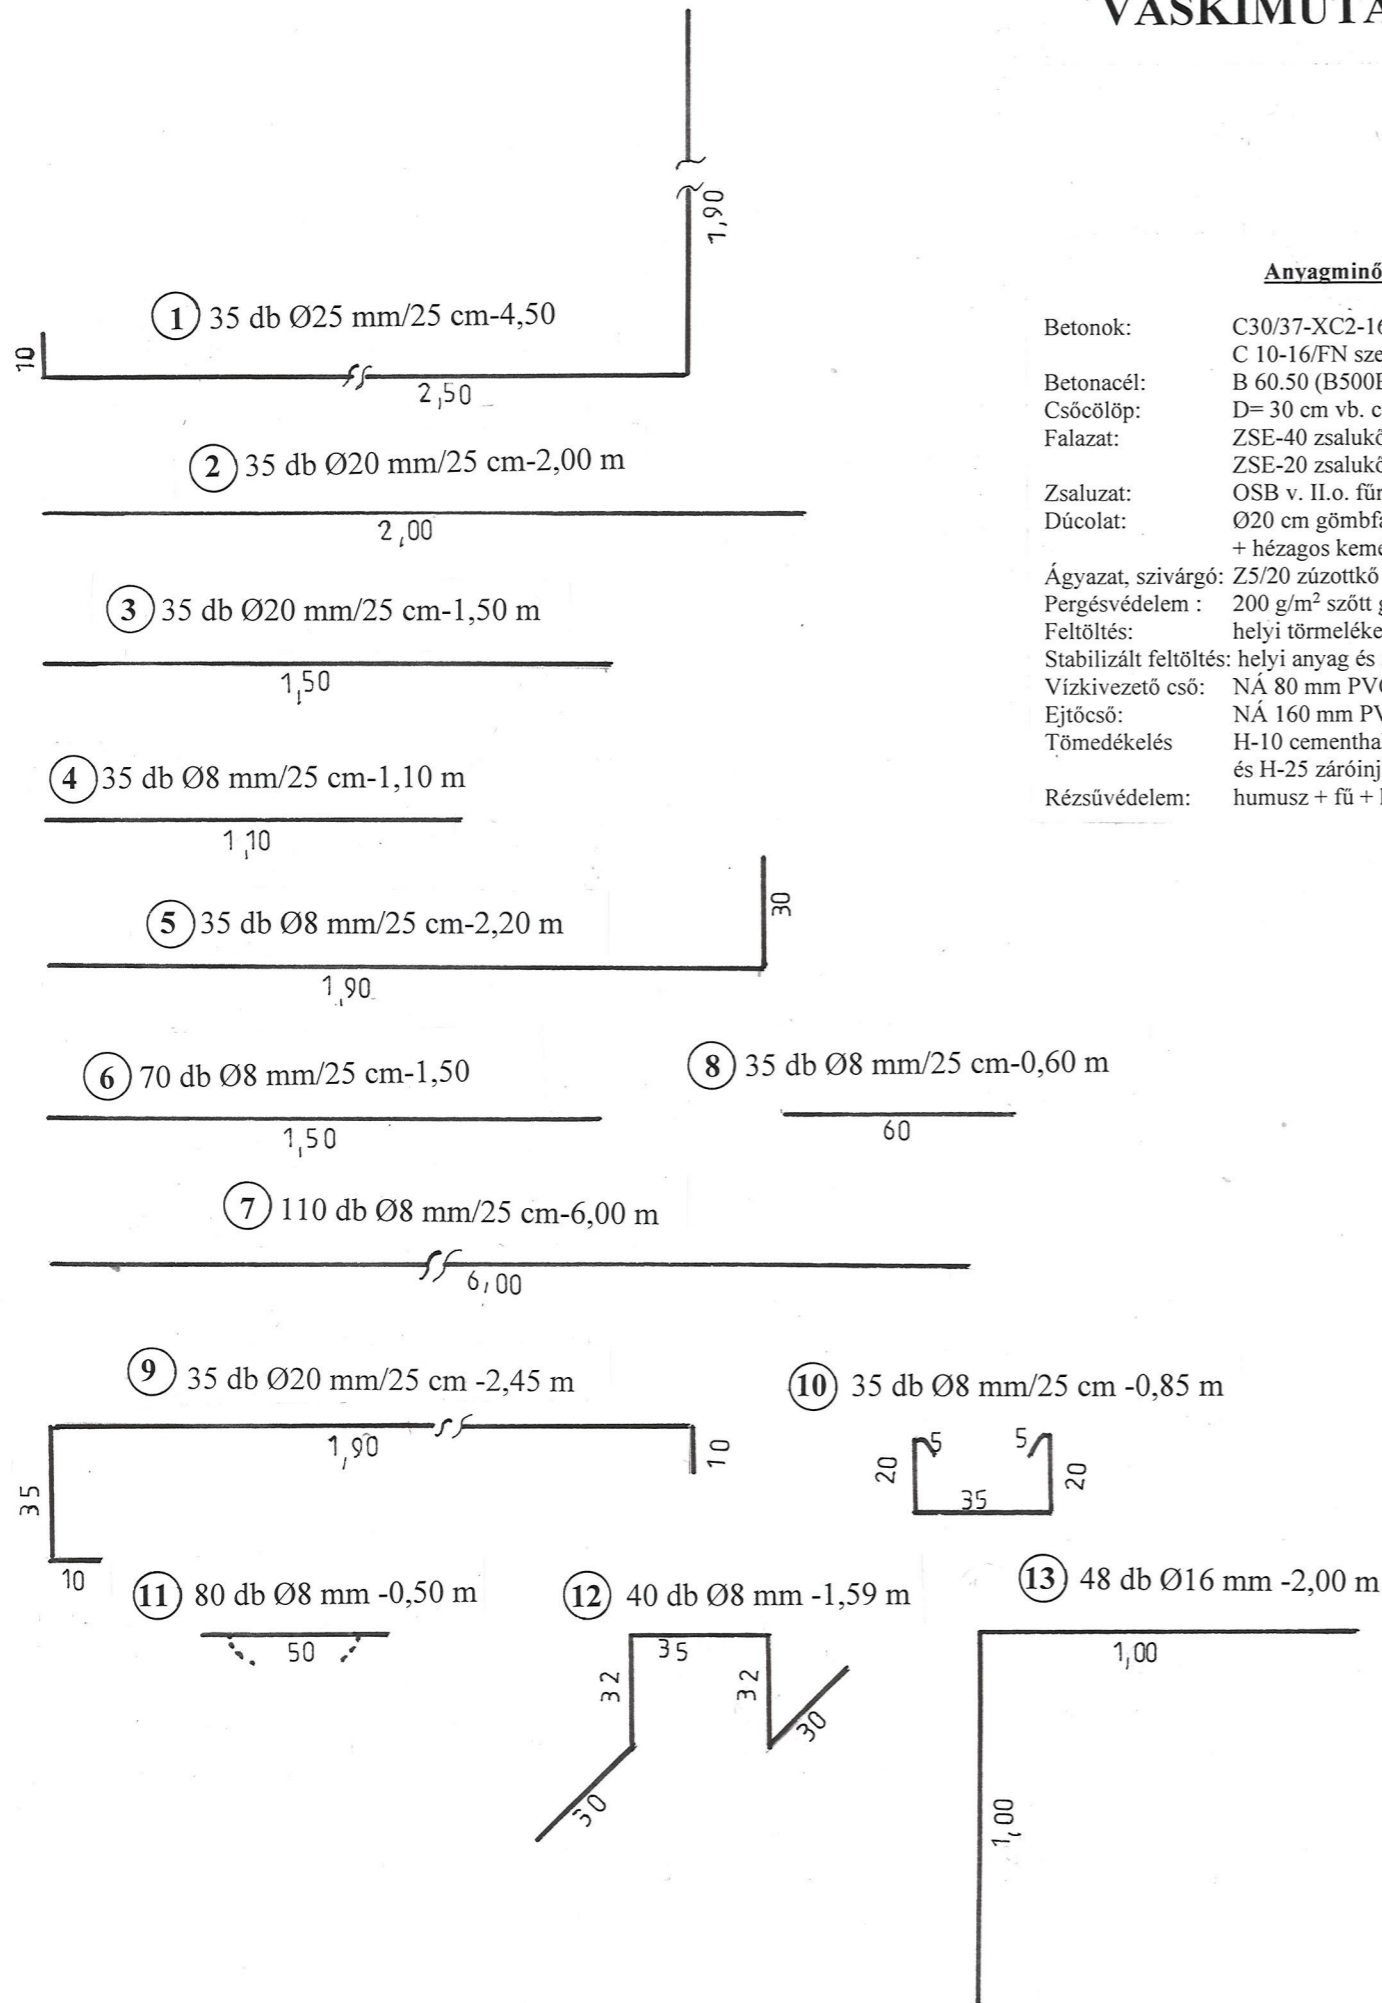 VASKIMUTA
1,90
1 35 db Ø25 mm/25 cm-4,50
10
2,50
Anyagminő
Betonok: C30/37-XC2-16
C 10-16/FN sze
Betonacél: B 60.50 (B500B
Csőcölöp: D= 30 cm vb. c
Falazat: ZSE-40 zsalukő
ZSE-20 zsalukő
Zsaluzat: OSB v. II.o. fűr
Dúcolat: Ø20 cm gömbfa
+ hézagos kemé
Ágyazat, szivárgó: Z5/20 zúzottkő
Pergésvédelem : 200 g/m² szőtt g
Feltöltés: helyi törméléke
Stabilizált feltöltés: helyi anyag és
Vízkivezető cső: NÁ 80 mm PVC
Ejtőcső: NÁ 160 mm PV
Tömedékelés H-10 cementha
és H-25 záróinj
Rézsűvédelem: humusz + fű +
2 35 db Ø20 mm/25 cm-2,00 m
2,00
3 35 db Ø20 mm/25 cm-1,50 m
1,50
4 35 db Ø8 mm/25 cm-1,10 m
1,10
5 35 db Ø8 mm/25 cm-2,20 m
30
1,90
6 70 db Ø8 mm/25 cm-1,50
1,50
8 35 db Ø8 mm/25 cm-0,60 m
60
7 110 db Ø8 mm/25 cm-6,00 m
6,00
9 35 db Ø20 mm/25 cm -2,45 m
1,90
10
35
10
10 35 db Ø8 mm/25 cm -0,85 m
5 5
20 20
35
11 80 db Ø8 mm -0,50 m
50
12 40 db Ø8 mm -1,59 m
35
32 32
30
30
13 48 db Ø16 mm -2,00 m
1,00
1,00